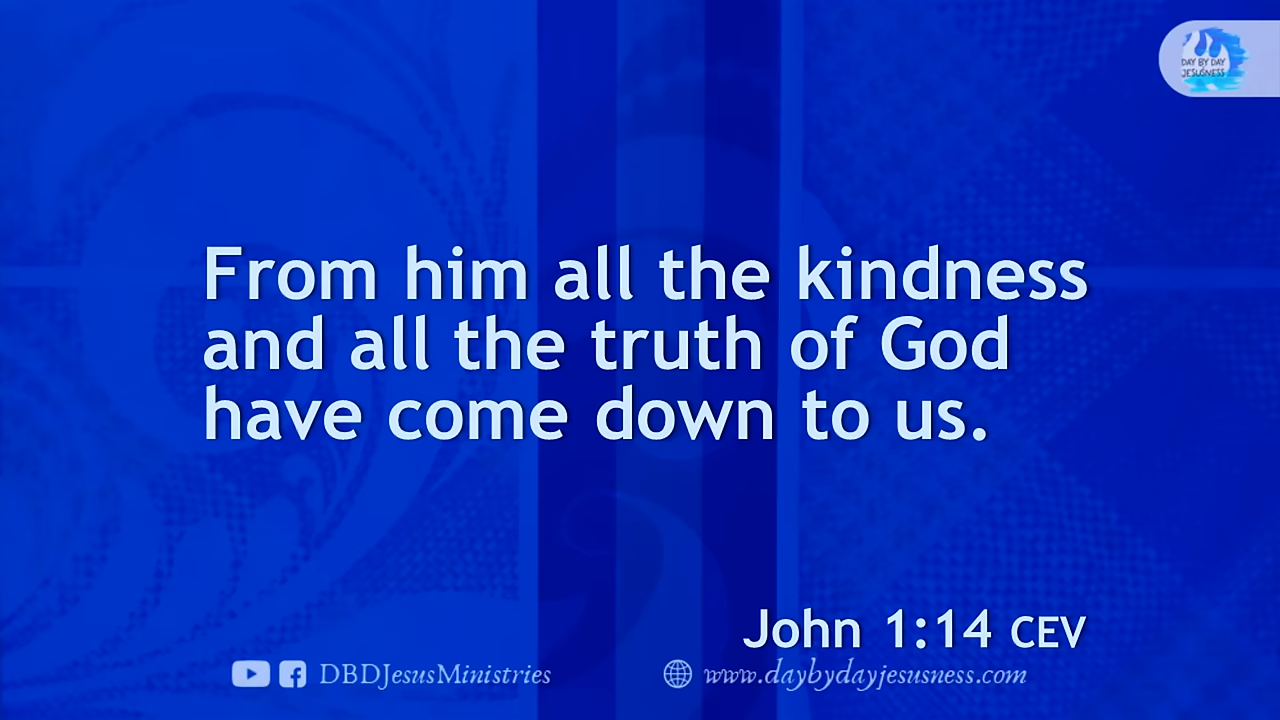 DAY BY DAY
JESUSNESS
From him all the kindness
and all the truth of God
have come down to us.
John 1:14 CEV
DBDJesusMinistries
www.daybydayjesusness.com